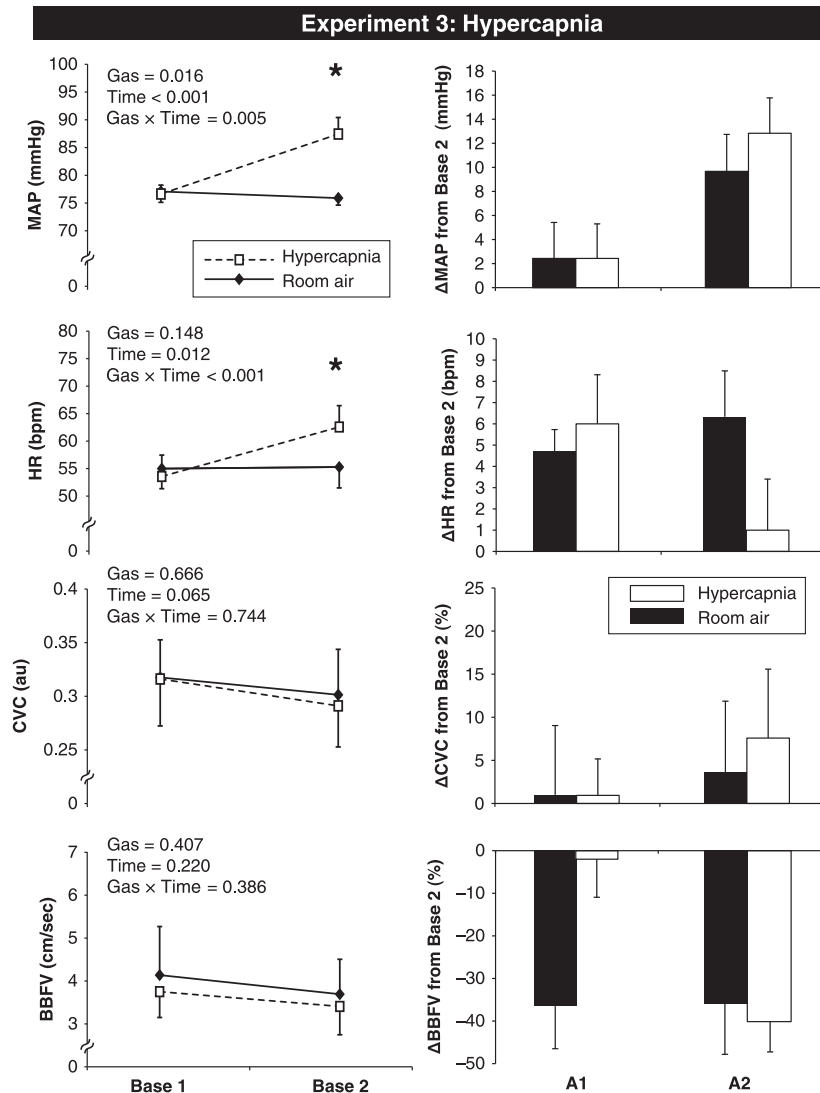 Experiment 3: Hypercapnia
MAP (mmHg)
100
95
90
85
80
75
70
0
Gas = 0.016
Time < 0.001
Gas × Time = 0.005
*
Hypercapnia
Room air
ΔMAP from Base 2 (mmHg)
18
16
14
12
10
8
6
4
2
0
HR (bpm)
80
75
70
65
60
55
50
0
Gas = 0.148
Time = 0.012
Gas × Time < 0.001
*
ΔHR from Base 2 (bpm)
10
9
8
7
6
5
4
3
2
1
0
CVC (au)
0.4
0.35
0.3
0.25
0
Gas = 0.666
Time = 0.065
Gas × Time = 0.744
ΔCVC from Base 2 (%)
25
20
15
10
5
0
Hypercapnia
Room air
BBFV (cm/sec)
7
6
5
4
3
0
Gas = 0.407
Time = 0.220
Gas × Time = 0.386
Base 1 Base 2
ΔBBFV from Base 2 (%)
0
–10
–20
–30
–40
–50
A1 A2